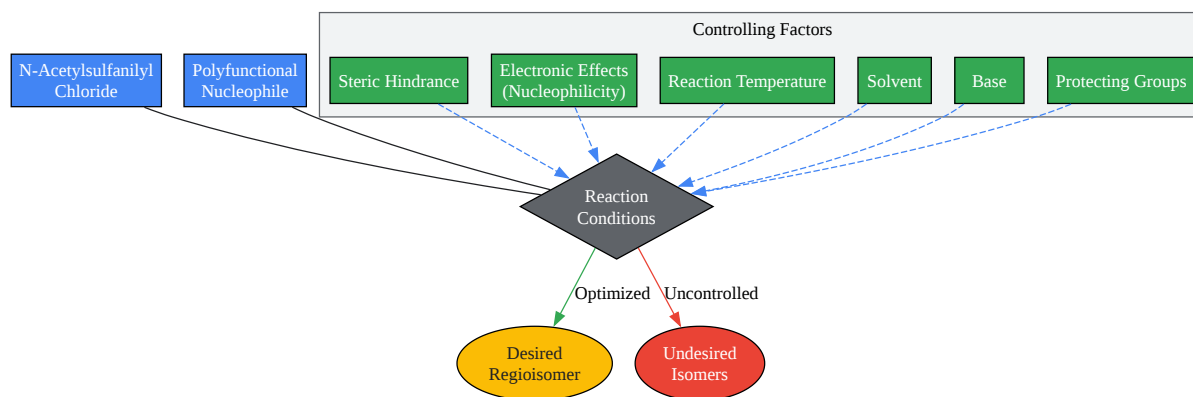 Controlling Factors
N-Acetylsulfanilyl
Chloride
Polyfunctional
Nucleophile
Steric Hindrance
Electronic Effects
(Nucleophilicity)
Reaction Temperature
Solvent
Base
Protecting Groups
Reaction
Conditions
Optimized
Uncontrolled
Desired
Regioisomer
Undesired
Isomers